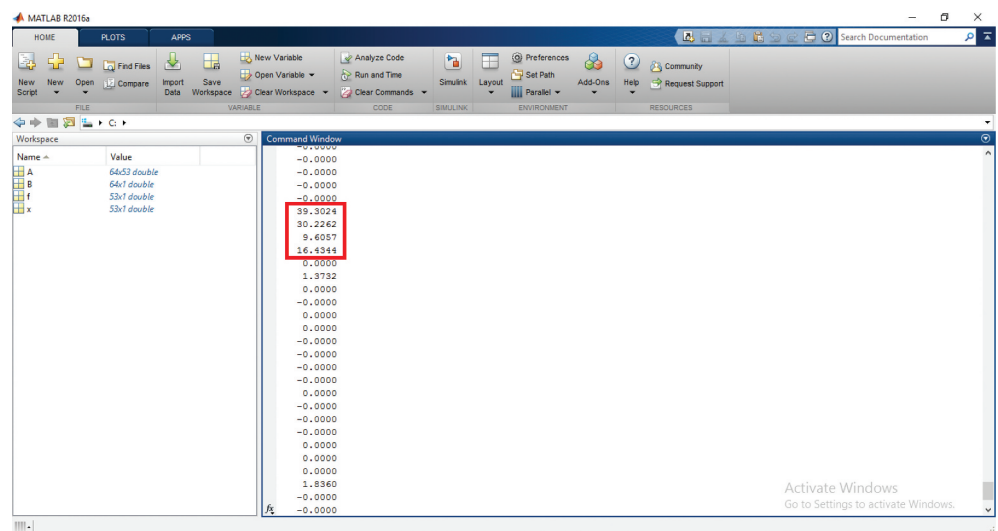 MATLAB R2016a
HOME PLOTS APPS Search Documentation
New Script New Open Find Files Compare Import Data Save Workspace New Variable Open Variable Clear Workspace Analyze Code Run and Time Clear Commands Simulink Layout Preferences Set Path Parallel Add-Ons Help Community Request Support
FILE VARIABLE CODE SIMULINK ENVIRONMENT RESOURCES
C:
Workspace
Name Value
A 64x53 double
B 64x1 double
f 53x1 double
x 53x1 double
Command Window
-0.0000
-0.0000
-0.0000
-0.0000
-0.0000
39.3024
30.2262
9.6057
16.4344
0.0000
1.3732
0.0000
-0.0000
0.0000
0.0000
-0.0000
-0.0000
-0.0000
-0.0000
0.0000
-0.0000
-0.0000
-0.0000
0.0000
0.0000
0.0000
1.8360
-0.0000
fx -0.0000
Activate Windows
Go to Settings to activate Windows.